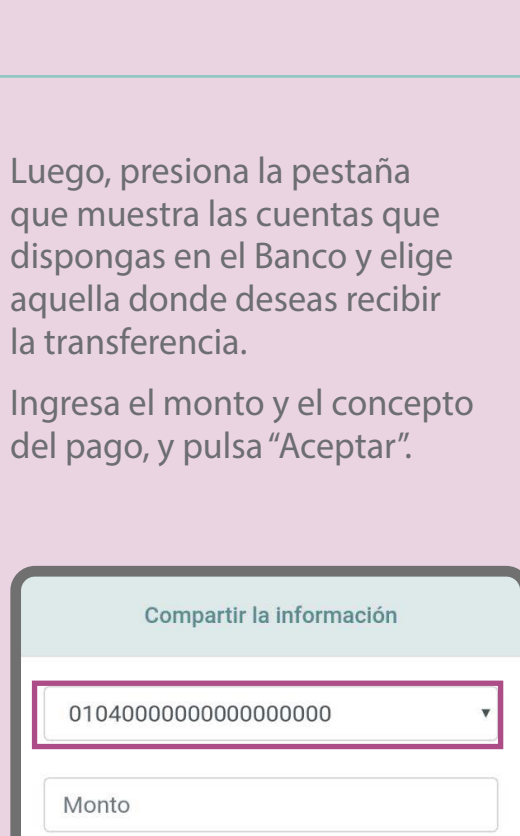 Luego, presiona la pestaña
que muestra las cuentas que
dispongas en el Banco y elige
aquella donde deseas recibir
la transferencia.
Ingresa el monto y el concepto
del pago, y pulsa “Aceptar”.
Compartir la información
01040000000000000000
Monto